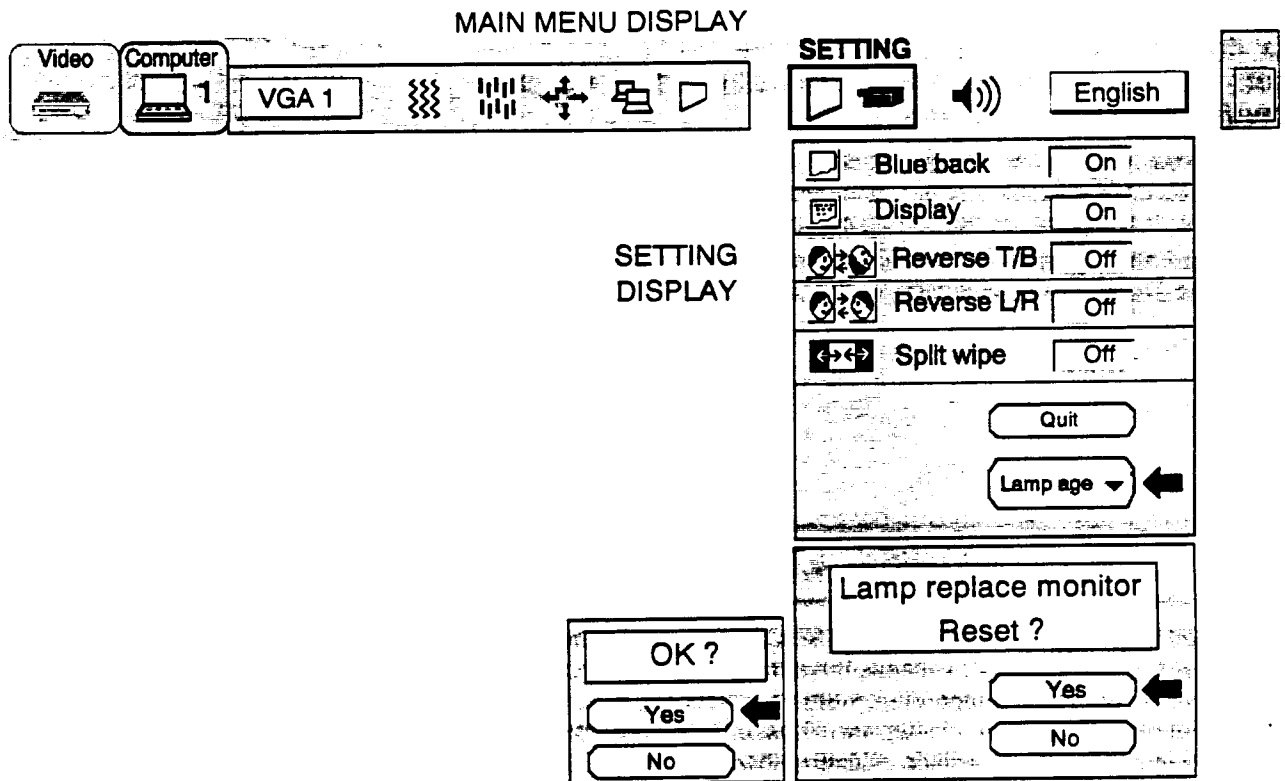 MAIN MENU DISPLAY
SETTING
Video
Computer
1
VGA 1
English
Blue back On
Display On
SETTING
DISPLAY
Reverse T/B Off
Reverse L/R Off
Split wipe Off
Quit
Lamp age
Lamp replace monitor
Reset ?
Yes
No
OK ?
Yes
No